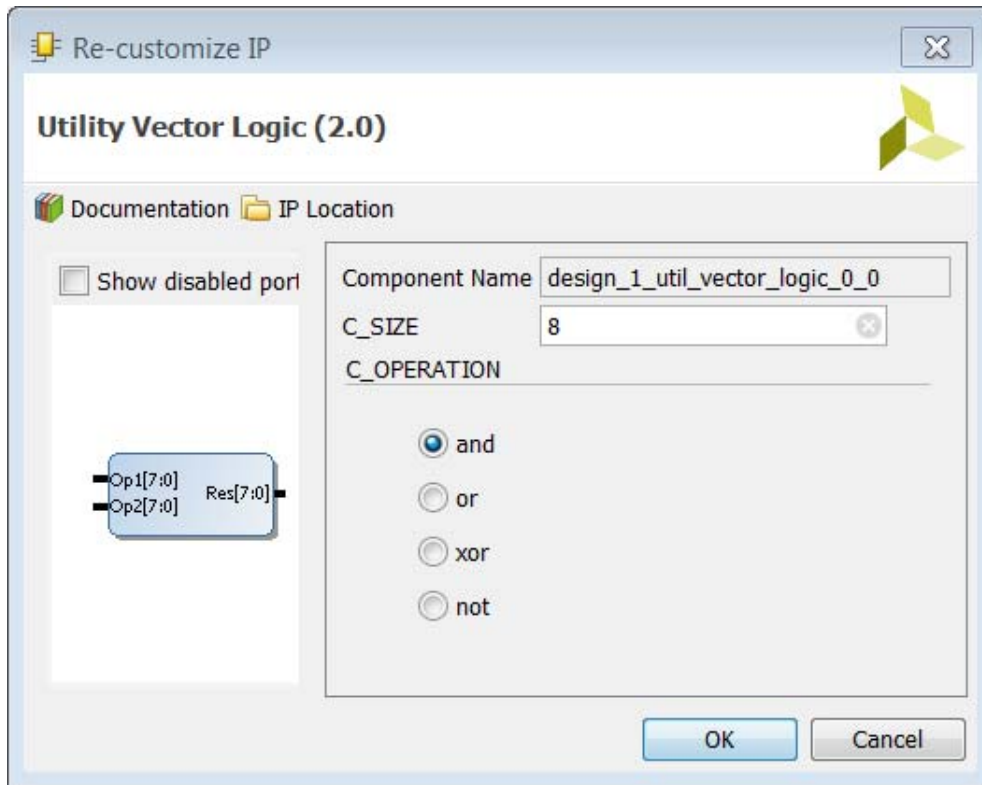 Re-customize IP
Utility Vector Logic (2.0)
Documentation IP Location
Show disabled port
Component Name design_1_util_vector_logic_0_0
C_SIZE 8
C_OPERATION
Op1[7:0]
Op2[7:0]
Res[7:0]
and
or
xor
not
OK Cancel